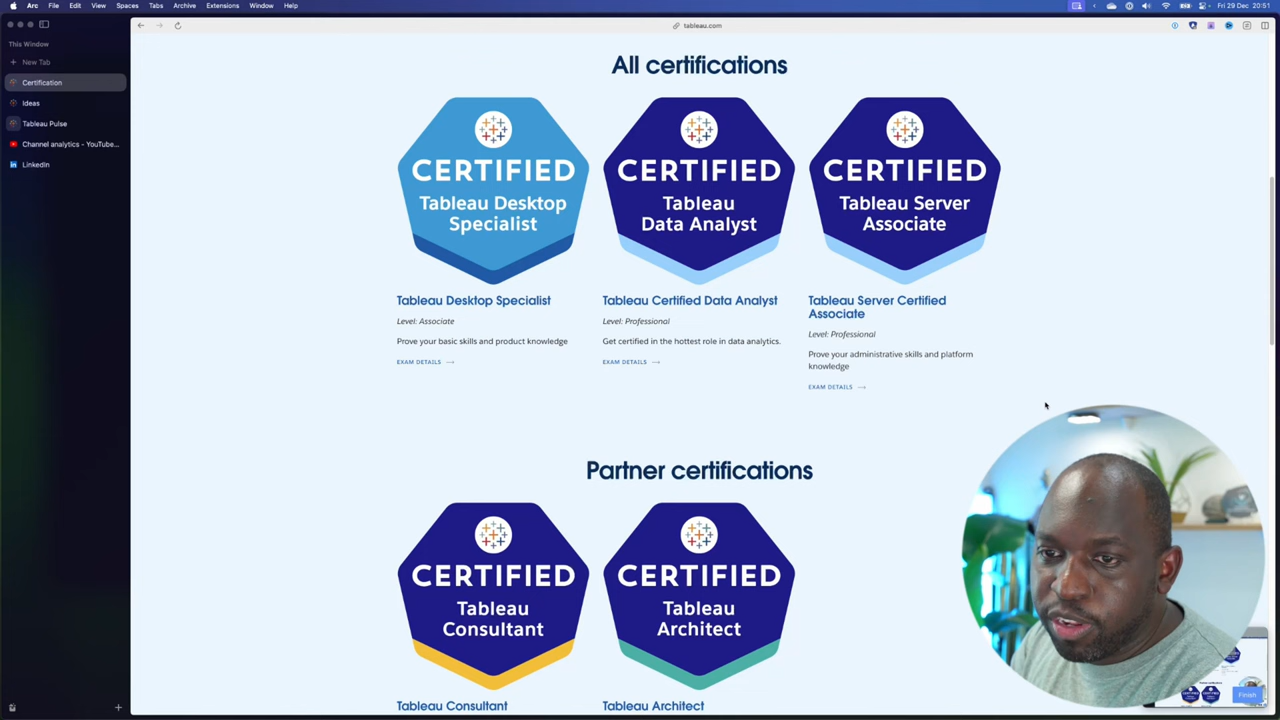 Arc File Edit View Spaces Tabs Archive Extensions Window Help
Fri 29 Dec 20:51
This Window
New Tab
Certification
Ideas
Tableau Pulse
Channel analytics - YouTube...
LinkedIn
tableau.com
All certifications
CERTIFIED
Tableau Desktop
Specialist
CERTIFIED
Tableau
Data Analyst
CERTIFIED
Tableau Server
Associate
Tableau Desktop Specialist
Level: Associate
Prove your basic skills and product knowledge
EXAM DETAILS
Tableau Certified Data Analyst
Level: Professional
Get certified in the hottest role in data analytics.
EXAM DETAILS
Tableau Server Certified
Associate
Level: Professional
Prove your administrative skills and platform
knowledge
EXAM DETAILS
Partner certifications
CERTIFIED
Tableau
Consultant
CERTIFIED
Tableau
Architect
Tableau Consultant
Tableau Architect
Finish